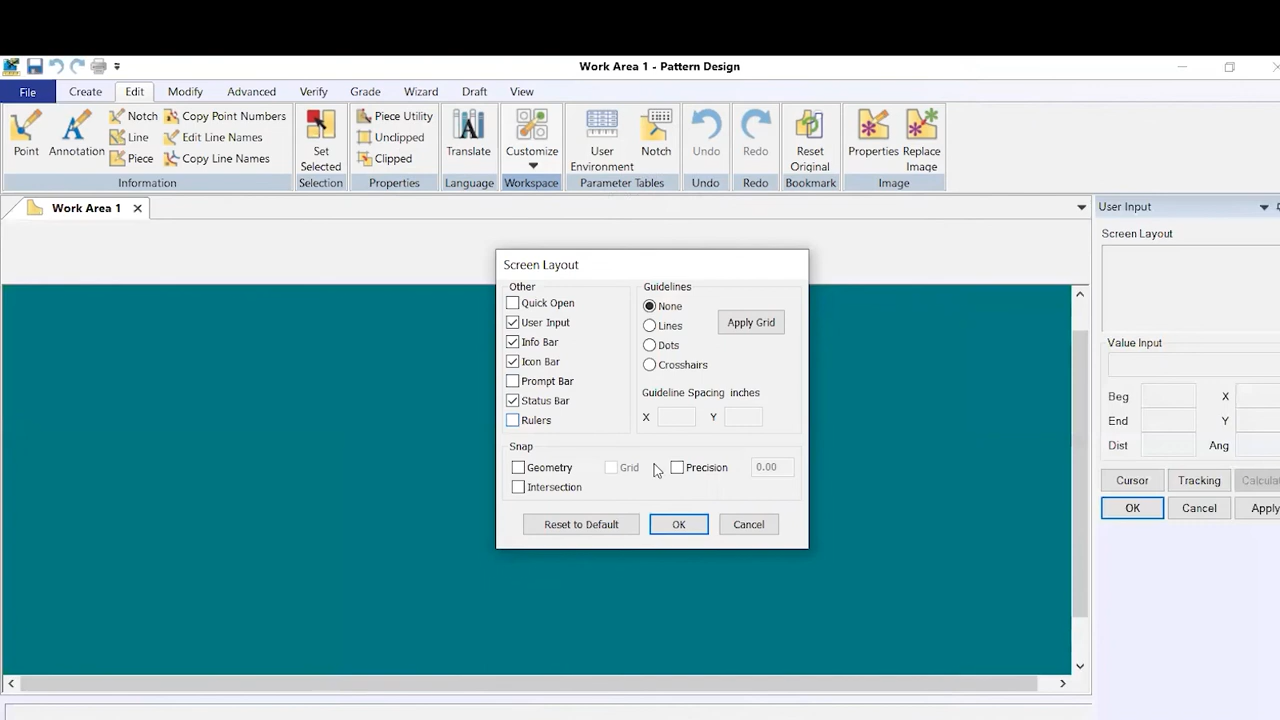 Work Area 1 - Pattern Design
File Create Edit Modify Advanced Verify Grade Wizard Draft View
Point
Annotation
Notch
Line
Piece
Copy Point Numbers
Edit Line Names
Copy Line Names
Information
Set Selected
Selection
Piece Utility
Unclipped
Clipped
Properties
Translate
Language
Customize
Workspace
User Environment
Notch
Parameter Tables
Undo
Undo
Redo
Redo
Reset Original
Bookmark
Properties
Replace Image
Image
Work Area 1
User Input
Screen Layout
Value Input
Beg X
End Y
Dist Ang
Cursor Tracking
OK Cancel Apply
Screen Layout
Other
Quick Open
User Input
Info Bar
Icon Bar
Prompt Bar
Status Bar
Rulers
Guidelines
None
Lines
Dots
Crosshairs
Apply Grid
Guideline Spacing inches
X Y
Snap
Geometry Grid Precision 0.00
Intersection
Reset to Default OK Cancel